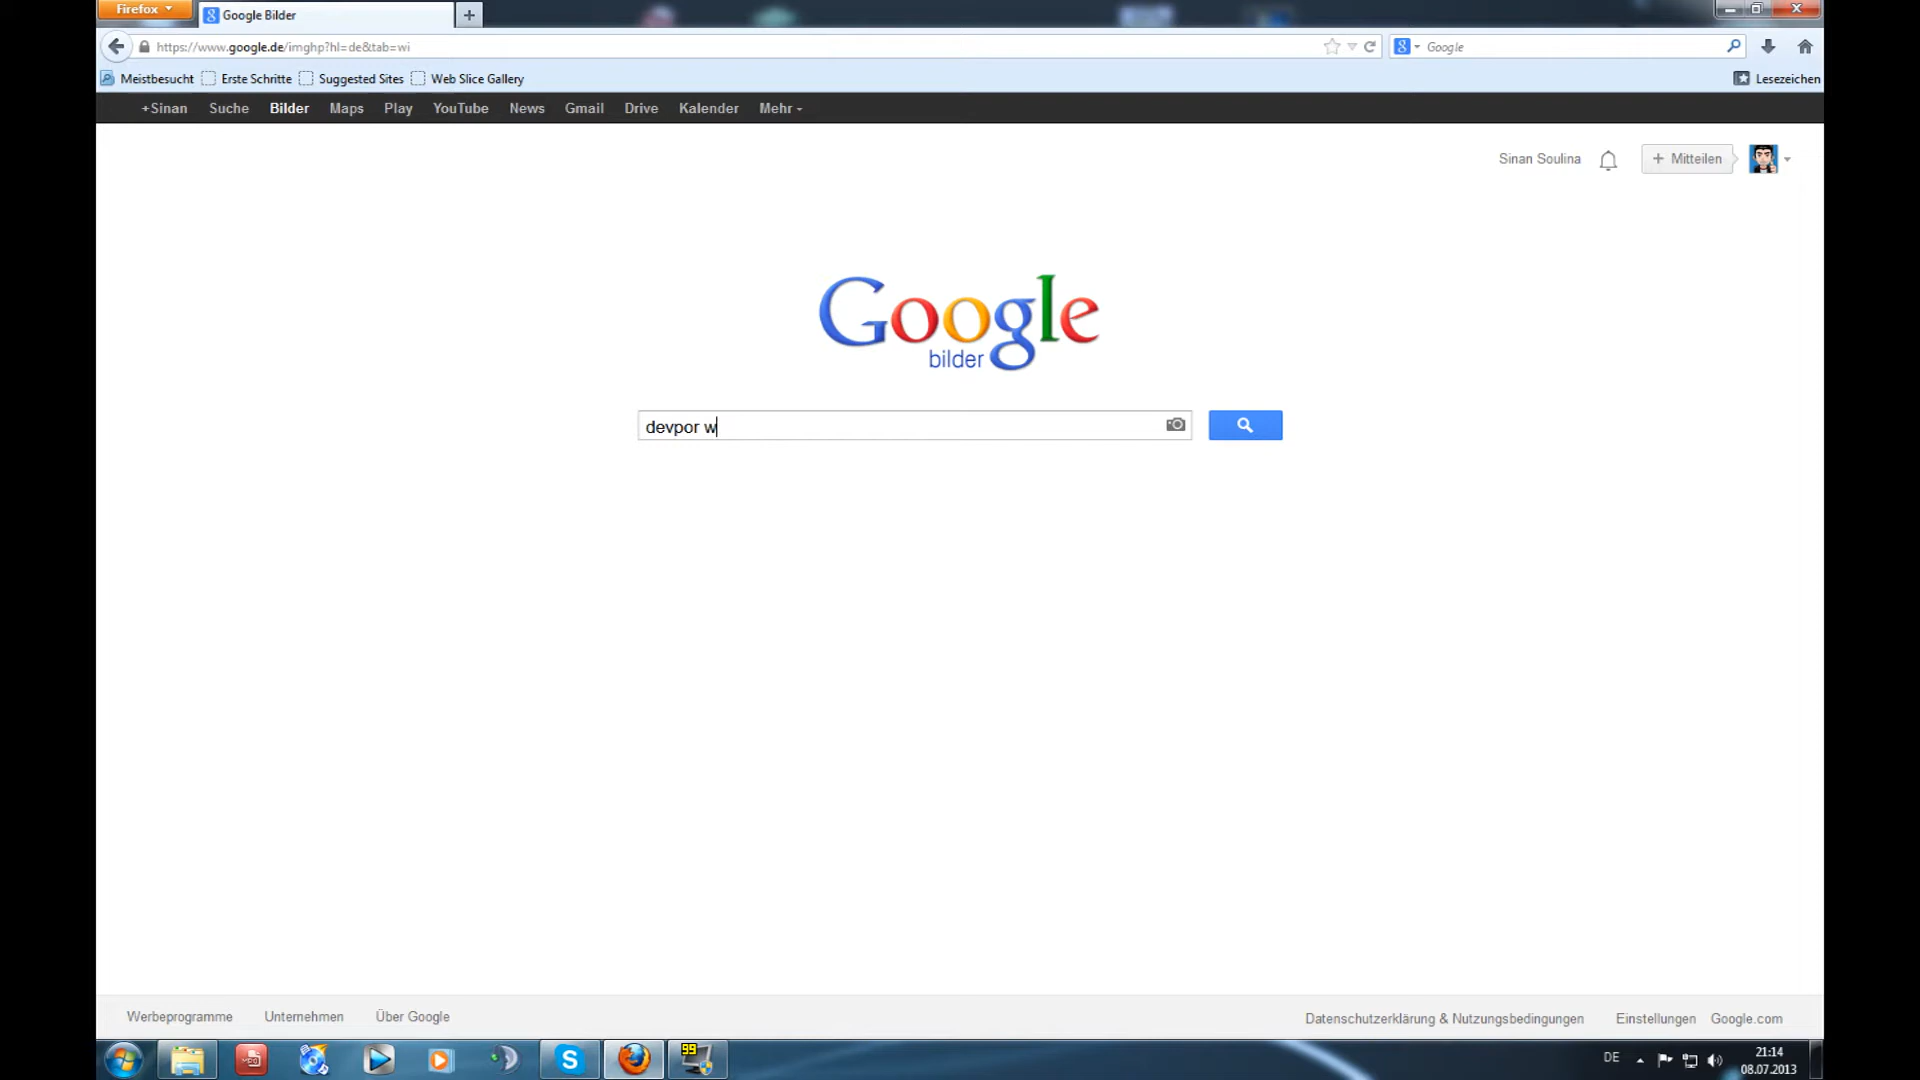 Firefox
Google Bilder
https://www.google.de/imghp?hl=de&tab=wi
Google
Meistbesucht Erste Schritte Suggested Sites Web Slice Gallery Lesezeichen
+Sinan Suche Bilder Maps Play YouTube News Gmail Drive Kalender Mehr
Sinan Soulina + Mitteilen
Google
bilder
devpor w
Werbeprogramme Unternehmen Über Google Datenschutzerklärung & Nutzungsbedingungen Einstellungen Google.com
99
DE
21:14
08.07.2013